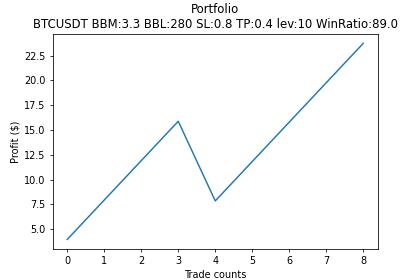 Portfolio
BTCUSDT BBM:3.3 BBL:280 SL:0.8 TP:0.4 lev:10 WinRatio:89.0
Profit ($)
22.5
20.0
17.5
15.0
12.5
10.0
7.5
5.0
0 1 2 3 4 5 6 7 8
Trade counts